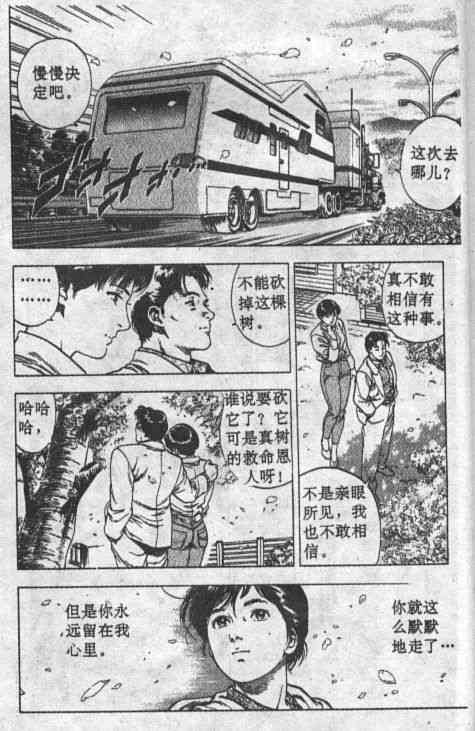 这次去
哪儿？
慢慢决
定吧。
真不敢
相信有
这种事。
不是亲眼
所见，我
也不敢相
信。
不能砍
掉这棵
树。
……
……
谁说要砍
它了？它
可是真树
的救命恩
人呀！
哈哈
哈，
你就这
么默默
地走了…
但是你永
远留在我
心里。